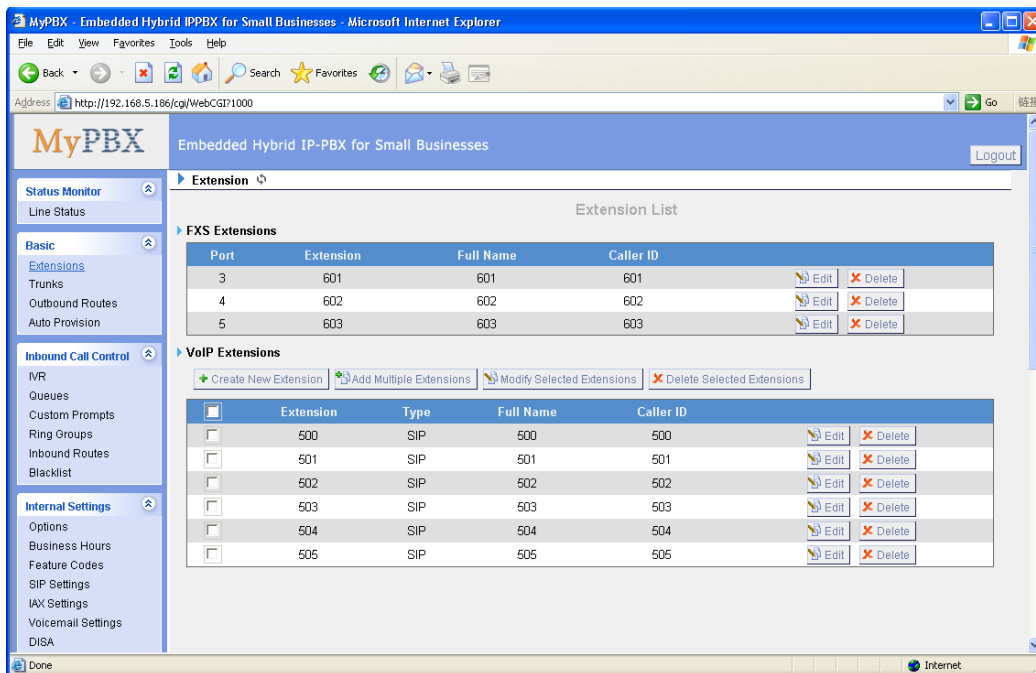 MyPBX - Embedded Hybrid IPPBX for Small Businesses - Microsoft Internet Explorer
File Edit View Favorites Tools Help
Back Search Favorites
Address http://192.168.5.186/cgi/WebCGI?1000 Go 链接
MyPBX
Embedded Hybrid IP-PBX for Small Businesses
Logout
Status Monitor
Line Status
Basic
Extensions
Trunks
Outbound Routes
Auto Provision
Inbound Call Control
IVR
Queues
Custom Prompts
Ring Groups
Inbound Routes
Blacklist
Internal Settings
Options
Business Hours
Feature Codes
SIP Settings
IAX Settings
Voicemail Settings
DISA
Extension
Extension List
FXS Extensions
Port Extension Full Name Caller ID
3 601 601 601 Edit Delete
4 602 602 602 Edit Delete
5 603 603 603 Edit Delete
VoIP Extensions
Create New Extension Add Multiple Extensions Modify Selected Extensions Delete Selected Extensions
Extension Type Full Name Caller ID
500 SIP 500 500 Edit Delete
501 SIP 501 501 Edit Delete
502 SIP 502 502 Edit Delete
503 SIP 503 503 Edit Delete
504 SIP 504 504 Edit Delete
505 SIP 505 505 Edit Delete
Done Internet